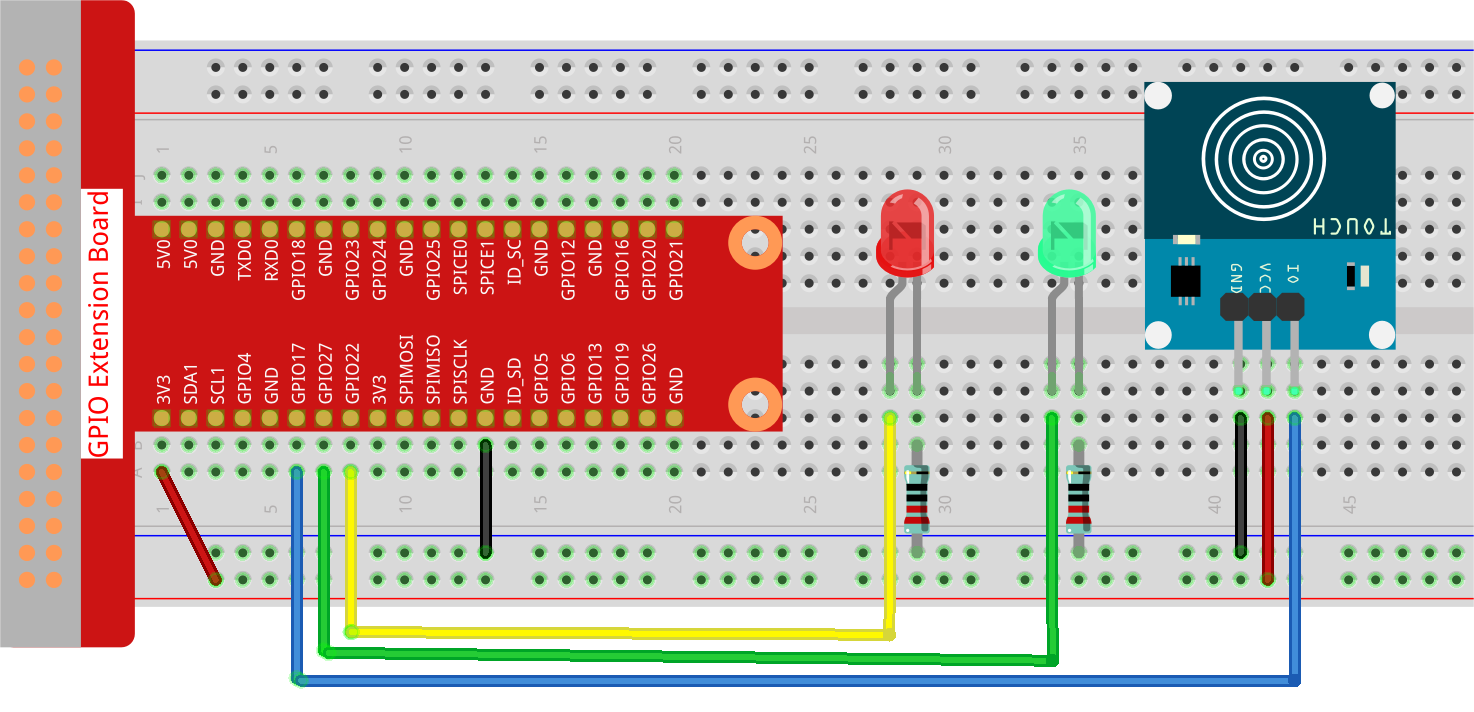 1 5 10 15 20 25 30 35
J
I
5V0 5V0 GND TXD0 RXD0 GPIO18 GND GPIO23 GPIO24 GND GPIO25 SPICE0 SPICE1 ID_SC GND GPIO12 GND GPIO16 GPIO20 GPIO21
GPIO Extension Board
3V3 SDA1 SCL1 GPIO4 GND GPIO17 GPIO27 GPIO22 3V3 SPIMOSI SPIMISO SPISCLK GND ID_SD GPIO5 GPIO6 GPIO13 GPIO19 GPIO26 GND
TOUCH
GND VCC IO
B
A
1 5 10 15 20 25 30 35 40 45